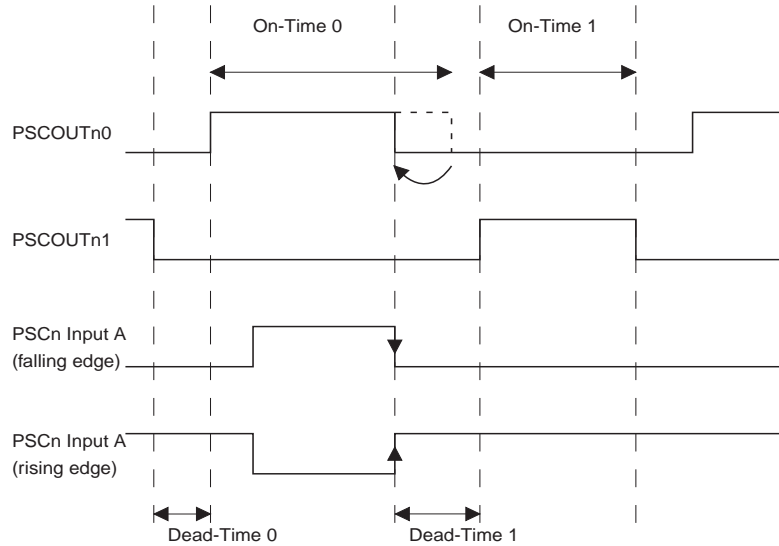 On-Time 0
On-Time 1
PSCOUTn0
PSCOUTn1
PSCn Input A
(falling edge)
PSCn Input A
(rising edge)
Dead-Time 0
Dead-Time 1